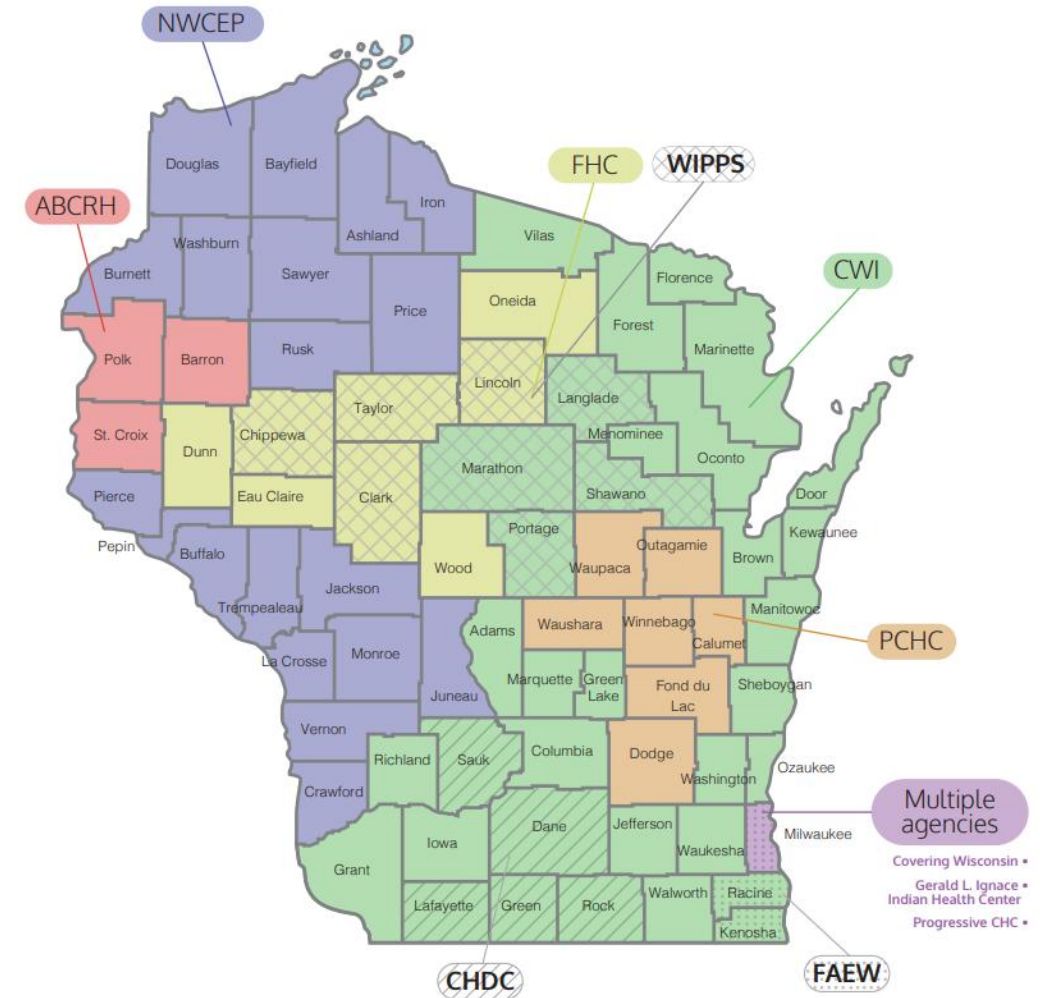 NWCEP
FHC
WIPPS
Douglas
Bayfield
ABCRH
Iron
Ashland
Vilas
Washburn
CWI
Burnett
Sawyer
Florence
Oneida
Price
Forest
Polk
Barron
Rusk
Marinette
Lincoln
Langlade
Taylor
St. Croix
Chippewa
Menominee
Dunn
Oconto
Marathon
Pierce
Eau Claire
Clark
Shawano
Door
Portage
Kewaunee
Pepin
Buffalo
Outagamie
Brown
Wood
Waupaca
Jackson
Trempealeau
Manitowoc
Adams
Waushara
Winnebago
Calumet
PCHC
La Crosse
Monroe
Marquette
Green
Lake
Fond du
Lac
Sheboygan
Juneau
Vernon
Richland
Sauk
Columbia
Dodge
Ozaukee
Washington
Crawford
Multiple
agencies
Dane
Jefferson
Milwaukee
Iowa
Waukesha
Covering Wisconsin •
Grant
Gerald L. Ignace •
Indian Health Center
Lafayette
Green
Rock
Walworth
Racine
Progressive CHC •
Kenosha
CHDC
FAEW